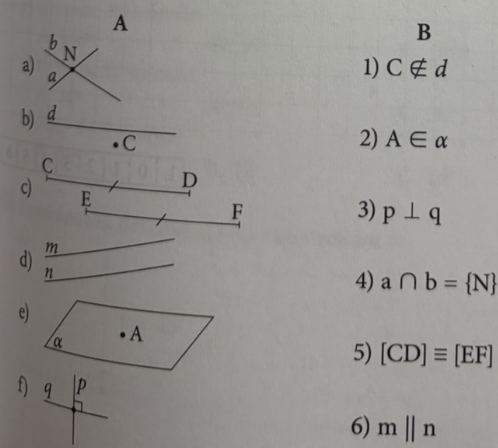 A
B
a) b N a
1) C ∉ d
b) d C
2) A ∈ α
c) C D E F
3) p ⊥ q
d) m n
4) a ∩ b = {N}
e) α A
5) [CD] ≡ [EF]
f) q p
6) m || n